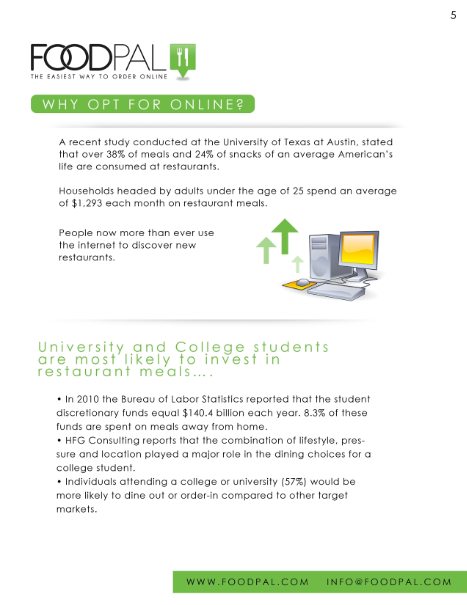 5
FOODPAL
THE EASIEST WAY TO ORDER ONLINE
WHY OPT FOR ONLINE?
A recent study conducted at the University of Texas at Austin, stated
that over 38% of meals and 24% of snacks of an average American's
life are consumed at restaurants.
Households headed by adults under the age of 25 spend an average
of $1,293 each month on restaurant meals.
People now more than ever use
the internet to discover new
restaurants.
University and College students
are most likely to invest in
restaurant meals....
• In 2010 the Bureau of Labor Statistics reported that the student
discretionary funds equal $140.4 billion each year. 8.3% of these
funds are spent on meals away from home.
• HFG Consulting reports that the combination of lifestyle, pres-
sure and location played a major role in the dining choices for a
college student.
• Individuals attending a college or university (57%) would be
more likely to dine out or order-in compared to other target
markets.
WWW.FOODPAL.COM INFO@FOODPAL.COM